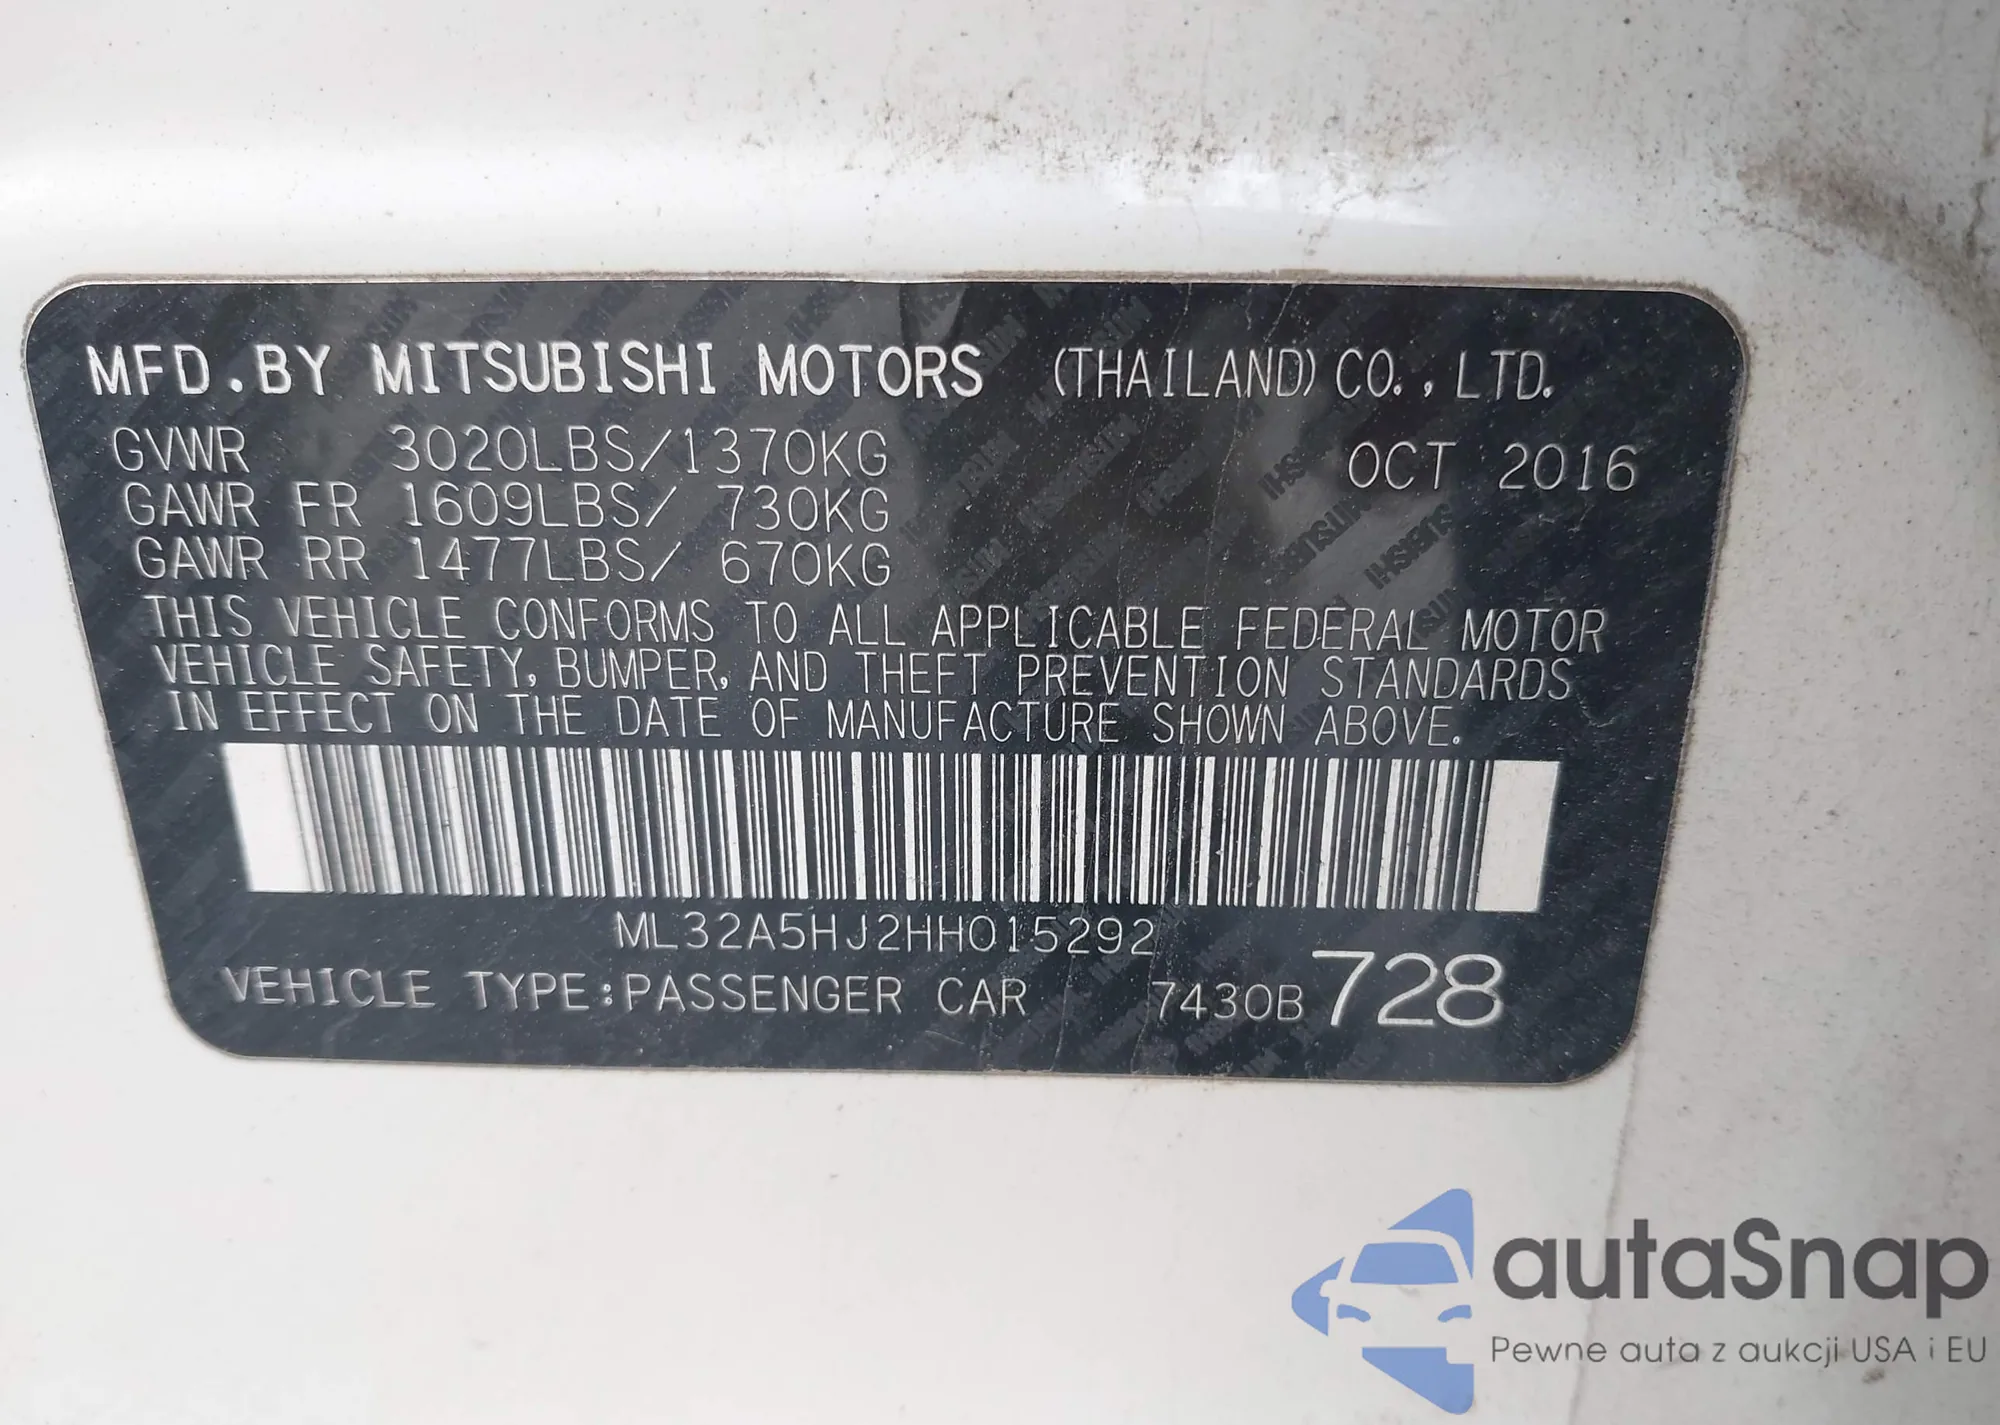 MFD.BY MITSUBISHI MOTORS (THAILAND) CO., LTD.
GVWR 3020LBS/1370KG OCT 2016
GAWR FR 1609LBS/ 730KG
GAWR RR 1477LBS/ 670KG
THIS VEHICLE CONFORMS TO ALL APPLICABLE FEDERAL MOTOR
VEHICLE SAFETY, BUMPER, AND THEFT PREVENTION STANDARDS
IN EFFECT ON THE DATE OF MANUFACTURE SHOWN ABOVE.
ML32A5HJ2HH015292
VEHICLE TYPE:PASSENGER CAR 7430B 728
autaSnap
Pewne auta z aukcji USA i EU